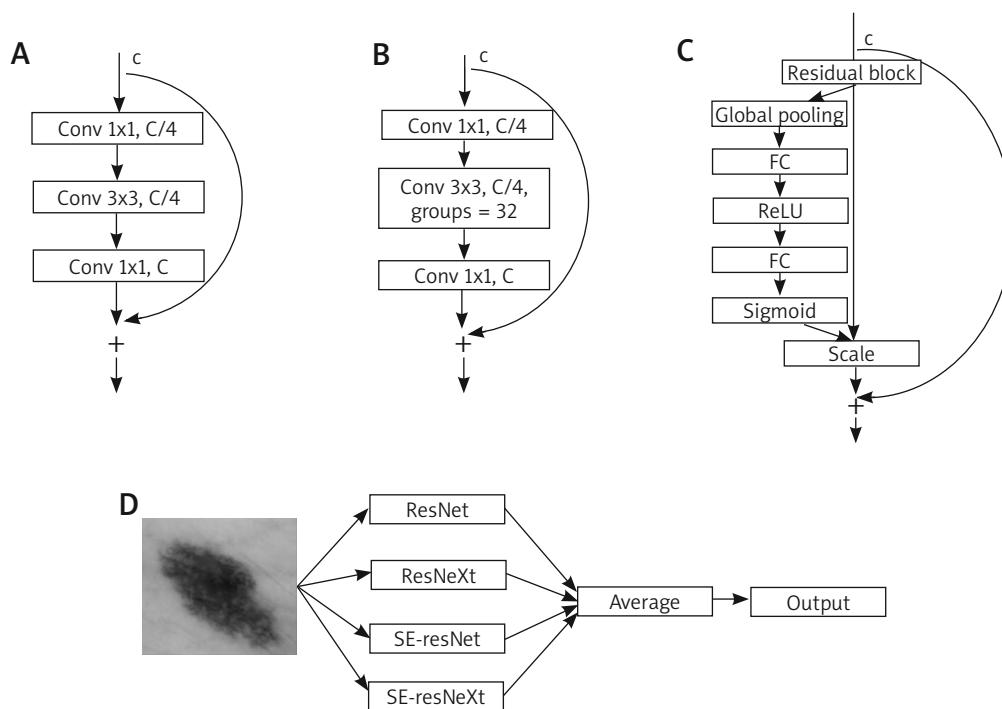 A
c
Conv 1x1, C/4
Conv 3x3, C/4
Conv 1x1, C
+
B
c
Conv 1x1, C/4
Conv 3x3, C/4,
groups = 32
Conv 1x1, C
+
C
c
Residual block
Global pooling
FC
ReLU
FC
Sigmoid
Scale
+
D
ResNet
ResNeXt
SE-resNet
SE-resNeXt
Average
Output